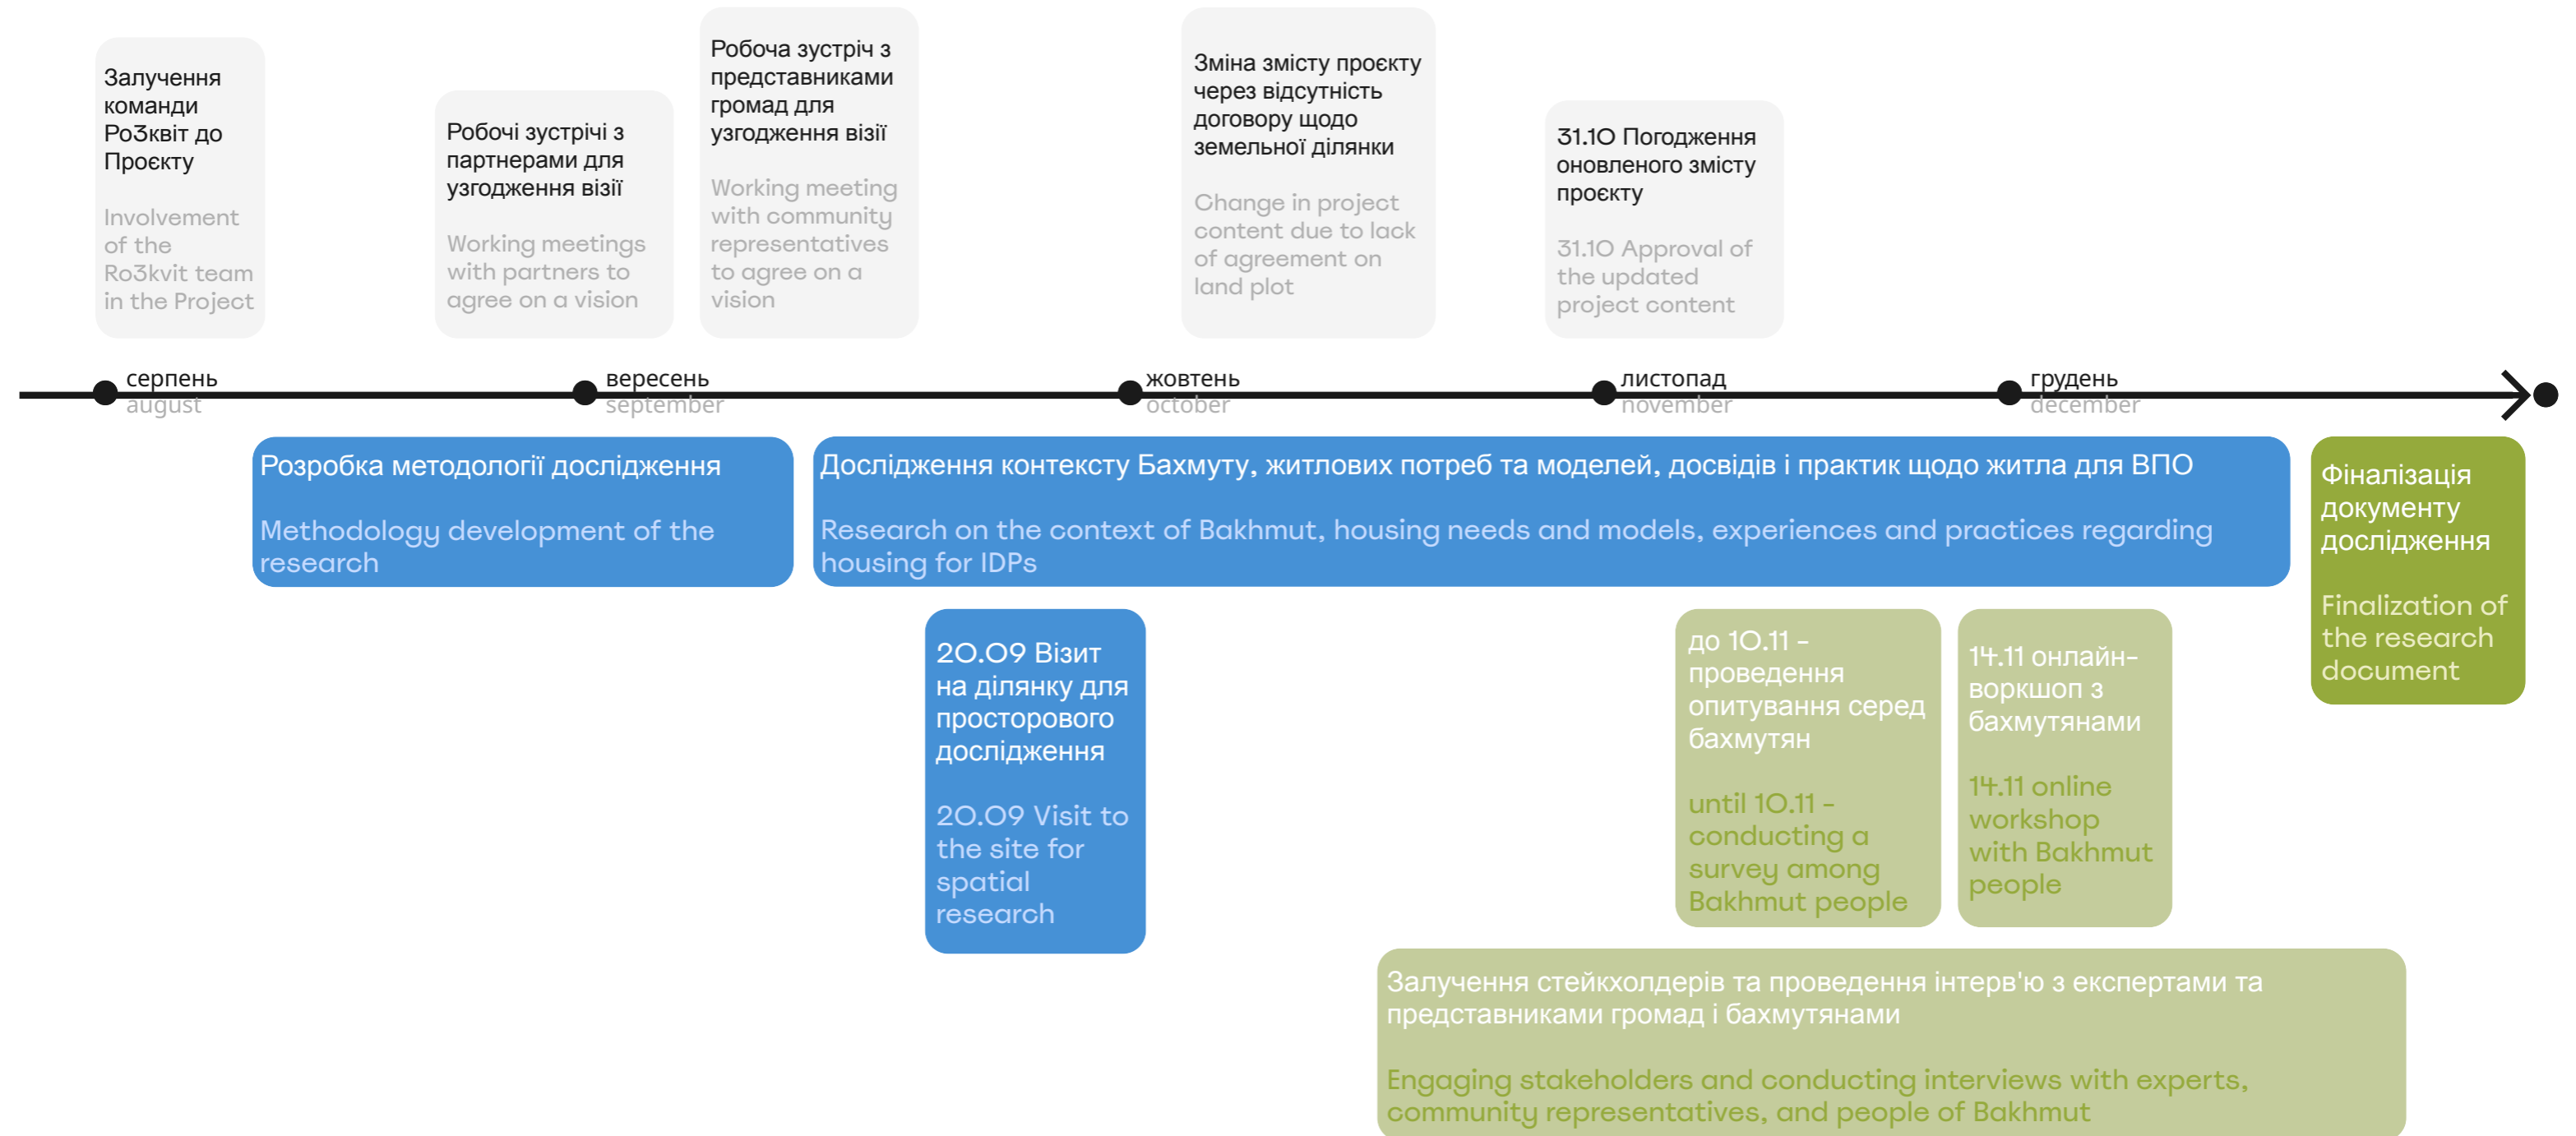 Залучення
команди
Ро3квіт до
Проєкту
Involvement
of the
Ro3kvit team
in the Project
Робочі зустрічі з
партнерами для
узгодження візії
Working meetings
with partners to
agree on a vision
Робоча зустріч з
представниками
громад для
узгодження візії
Working meeting
with community
representatives
to agree on a
vision
Зміна змісту проєкту
через відсутність
договору щодо
земельної ділянки
Change in project
content due to lack
of agreement on
land plot
31.10 Погодження
оновленого змісту
проєкту
31.10 Approval of
the updated
project content
серпень
august
вересень
september
жовтень
october
листопад
november
грудень
december
Розробка методології дослідження
Methodology development of the
research
Дослідження контексту Бахмуту, житлових потреб та моделей, досвідів і практик щодо житла для ВПО
Research on the context of Bakhmut, housing needs and models, experiences and practices regarding
housing for IDPs
Фіналізація
документу
дослідження
Finalization of
the research
document
20.09 Візит
на ділянку для
просторового
дослідження
20.09 Visit to
the site for
spatial
research
до 10.11 -
проведення
опитування серед
бахмутян
until 10.11 -
conducting a
survey among
Bakhmut people
14.11 онлайн-
воркшоп з
бахмутянами
14.11 online
workshop
with Bakhmut
people
Залучення стейкхолдерів та проведення інтерв'ю з експертами та
представниками громад і бахмутянами
Engaging stakeholders and conducting interviews with experts,
community representatives, and people of Bakhmut